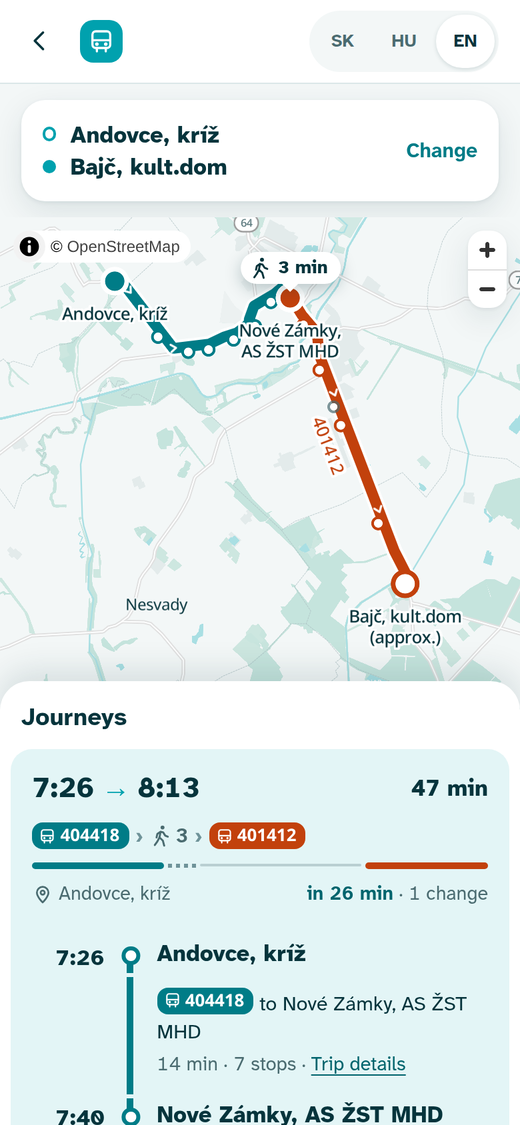 SK HU EN
Andovce, kríž
Bajč, kult.dom
Change
64
© OpenStreetMap
3 min
+
7
−
Andovce, kríž
Nové Zámky,
AS ŽST MHD
401412
Nesvady
Bajč, kult.dom
(approx.)
Journeys
7:26 → 8:13 47 min
404418 › 3 › 401412
Andovce, kríž in 26 min · 1 change
7:26 Andovce, kríž
404418 to Nové Zámky, AS ŽST
MHD
14 min · 7 stops · Trip details
7:40 Nové Zámky, AS ŽST MHD